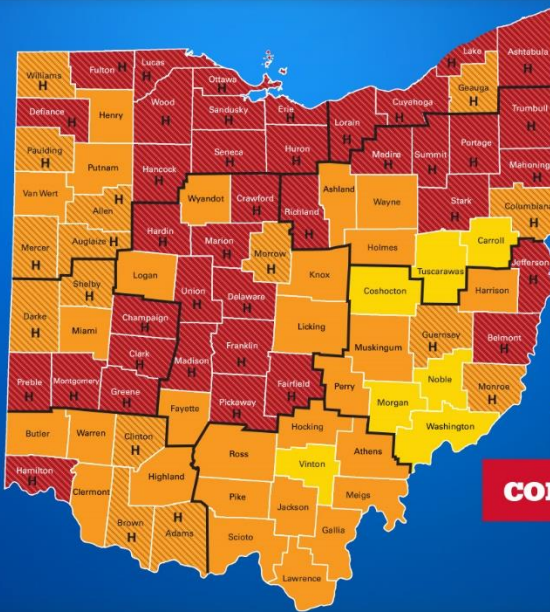 Williams
H
Fulton H
Lucas
H
Ottawa
H
Lake
H
Ashtabula
H
Geauga
H
Defiance
H
Henry
Wood
H
Sandusky
H
Erie
H
Lorain
H
Cuyahoga
H
Trumbull
H
Paulding
H
Putnam
Hancock
H
Seneca
H
Huron
H
Medina
H
Summit
H
Portage
H
Mahoning
H
Van Wert
Allen
H
Wyandot
Crawford
H
Richland
H
Ashland
Wayne
Stark
H
Columbiana
H
Mercer
H
Auglaize H
Hardin
H
Marion
H
Morrow
H
Holmes
Tuscarawas
Carroll
Jefferson
H
Shelby
H
Logan
Union
H
Delaware
H
Knox
Coshocton
Harrison
Darke
H
Miami
Champaign
H
Clark
H
Madison
H
Franklin
H
Licking
Muskingum
Guernsey
H
Belmont
H
Preble
H
Montgomery
H
Greene
H
Fayette
Pickaway
H
Fairfield
H
Perry
Morgan
Noble
Monroe
H
Washington
Butler
Warren
Clinton
H
Ross
Hocking
Athens
Hamilton
H
Clermont
Highland
Vinton
Meigs
Brown
H
H
Adams
Pike
Jackson
Gallia
Scioto
Lawrence